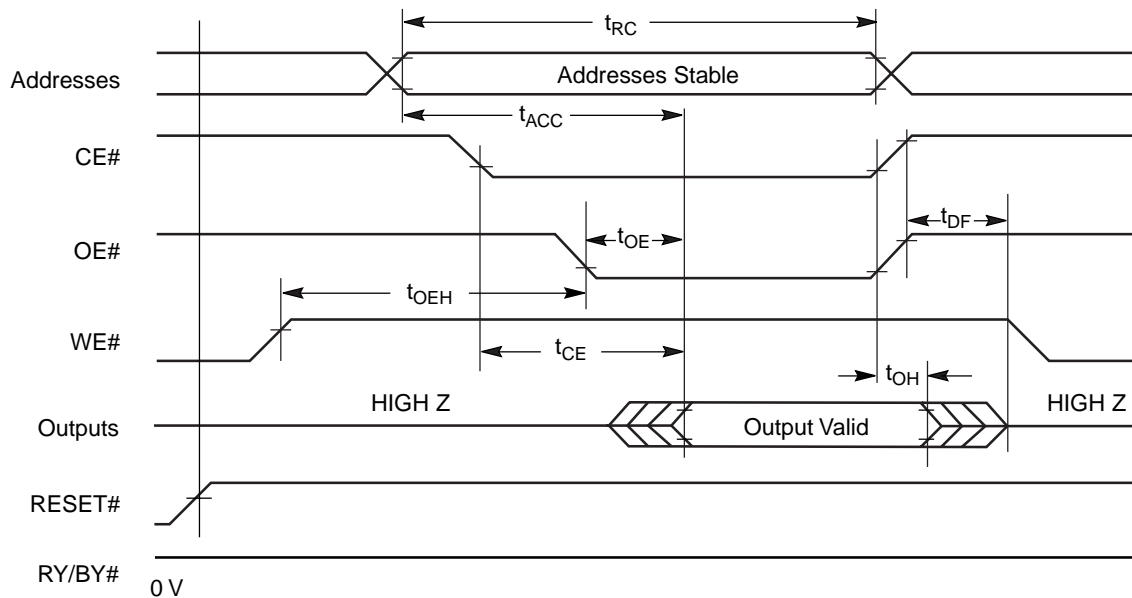 tRC
Addresses
Addresses Stable
tACC
CE#
tDF
OE#
tOE
tOEH
WE#
tCE
tOH
HIGH Z
HIGH Z
Outputs
Output Valid
RESET#
RY/BY#
0 V